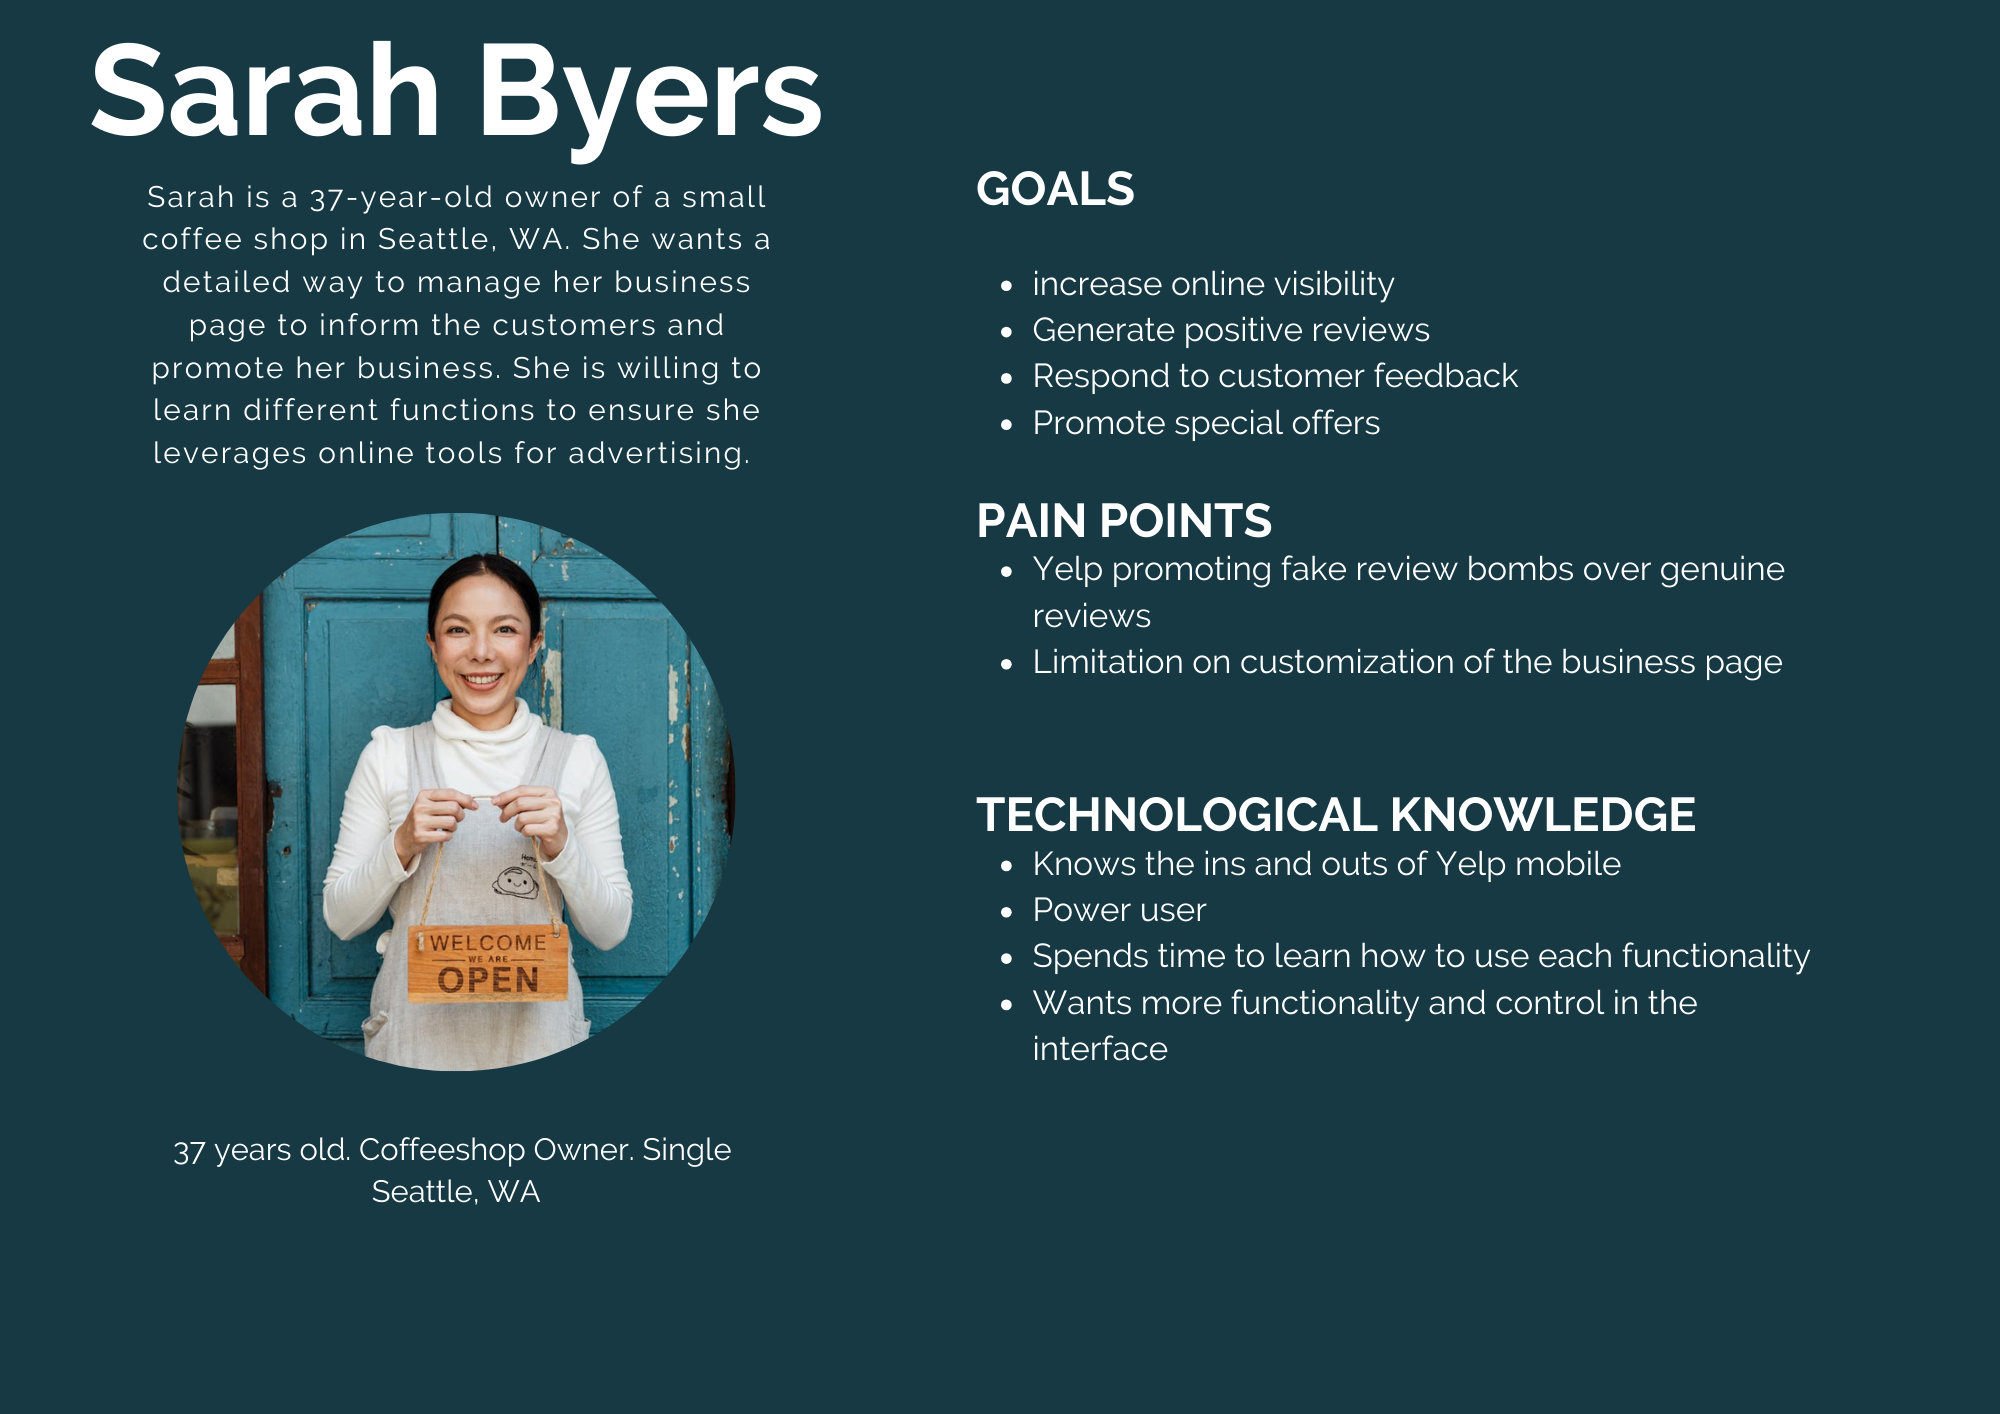 Sarah Byers
Sarah is a 37-year-old owner of a small
coffee shop in Seattle, WA. She wants a
detailed way to manage her business
page to inform the customers and
promote her business. She is willing to
learn different functions to ensure she
leverages online tools for advertising.
WELCOME
WE ARE
OPEN
37 years old. Coffeeshop Owner. Single
Seattle, WA
GOALS
• increase online visibility
• Generate positive reviews
• Respond to customer feedback
• Promote special offers
PAIN POINTS
• Yelp promoting fake review bombs over genuine
reviews
• Limitation on customization of the business page
TECHNOLOGICAL KNOWLEDGE
• Knows the ins and outs of Yelp mobile
• Power user
• Spends time to learn how to use each functionality
• Wants more functionality and control in the
interface